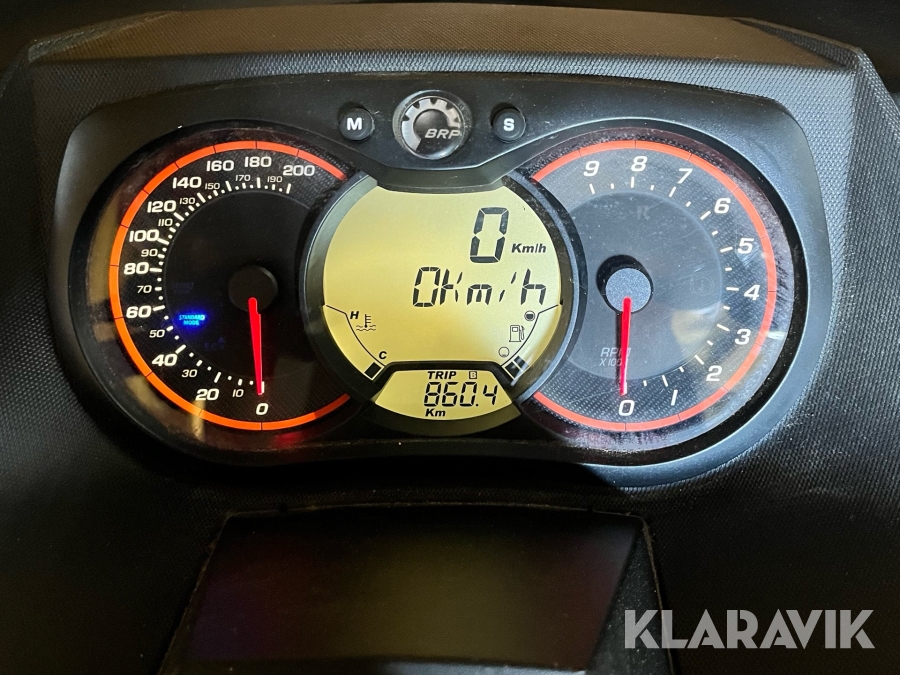 M BRP S
160 180 200
150 170 190
140
130
120
110
100
90
80
70
60
50
40
30
20
10
0
STANDARD
MODE
0 Km/h
0Km/h
H
C
TRIP B
860.4
Km
9 8 7
6
5
4
3
2
1
0
RPM
KLARAVIK